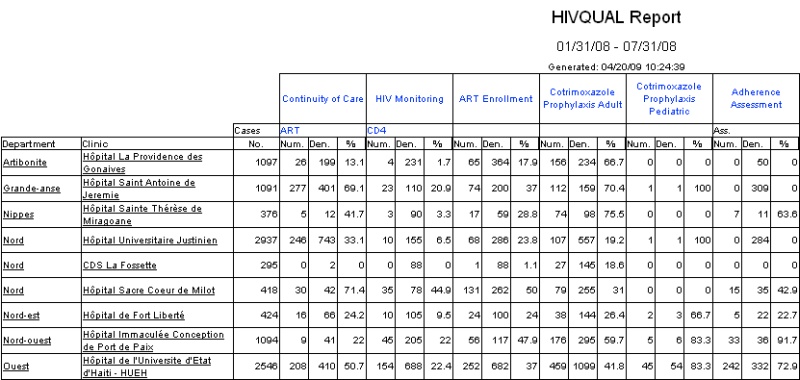 HIVQUAL Report
01/31/08 - 07/31/08
Generated: 04/20/09 10:24:39
Continuity of Care HIV Monitoring ART Enrollment Cotrimoxazole Prophylaxis Adult Cotrimoxazole Prophylaxis Pediatric Adherence Assessment
Cases ART CD4 Ass.
Department Clinic No. Num. Den. % Num. Den. % Num. Den. % Num. Den. % Num. Den. % Num. Den. %
Artibonite Hôpital La Providence des Gonaives 1097 26 199 13.1 4 231 1.7 65 364 17.9 156 234 66.7 0 0 0 0 50 0
Grande-anse Hôpital Saint Antoine de Jeremie 1091 277 401 69.1 23 110 20.9 74 200 37 112 159 70.4 1 1 100 0 309 0
Nippes Hôpital Sainte Thérèse de Miragoane 376 5 12 41.7 3 90 3.3 17 59 28.8 74 98 75.5 0 0 0 7 11 63.6
Nord Hôpital Universitaire Justinien 2937 246 743 33.1 10 155 6.5 68 286 23.8 107 557 19.2 1 1 100 0 284 0
Nord CDS La Fossette 295 0 2 0 0 88 0 1 88 1.1 27 145 18.6 0 0 0 0 0 0
Nord Hôpital Sacre Coeur de Milot 418 30 42 71.4 35 78 44.9 131 262 50 79 255 31 0 0 0 15 35 42.9
Nord-est Hôpital de Fort Liberté 424 16 66 24.2 10 105 9.5 24 100 24 38 144 26.4 2 3 66.7 5 22 22.7
Nord-ouest Hôpital Immaculée Conception de Port de Paix 1094 9 41 22 45 205 22 56 117 47.9 176 295 59.7 5 6 83.3 33 36 91.7
Ouest Hôpital de l'Universite d'Etat d'Haiti - HUEH 2546 208 410 50.7 154 688 22.4 252 682 37 459 1099 41.8 45 54 83.3 242 332 72.9